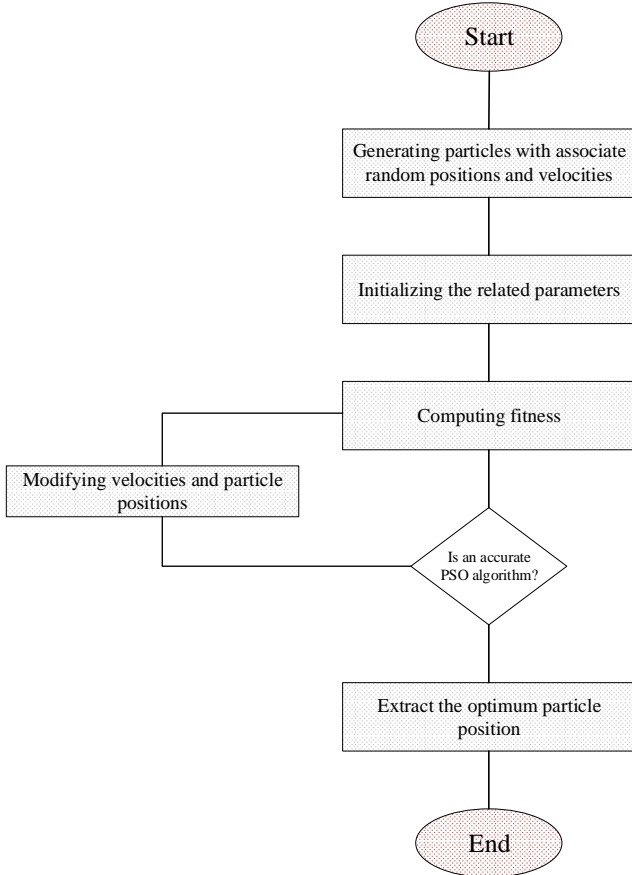 Start
Generating particles with associate
random positions and velocities
Initializing the related parameters
Computing fitness
Modifying velocities and particle
positions
Is an accurate
PSO algorithm?
Extract the optimum particle
position
End